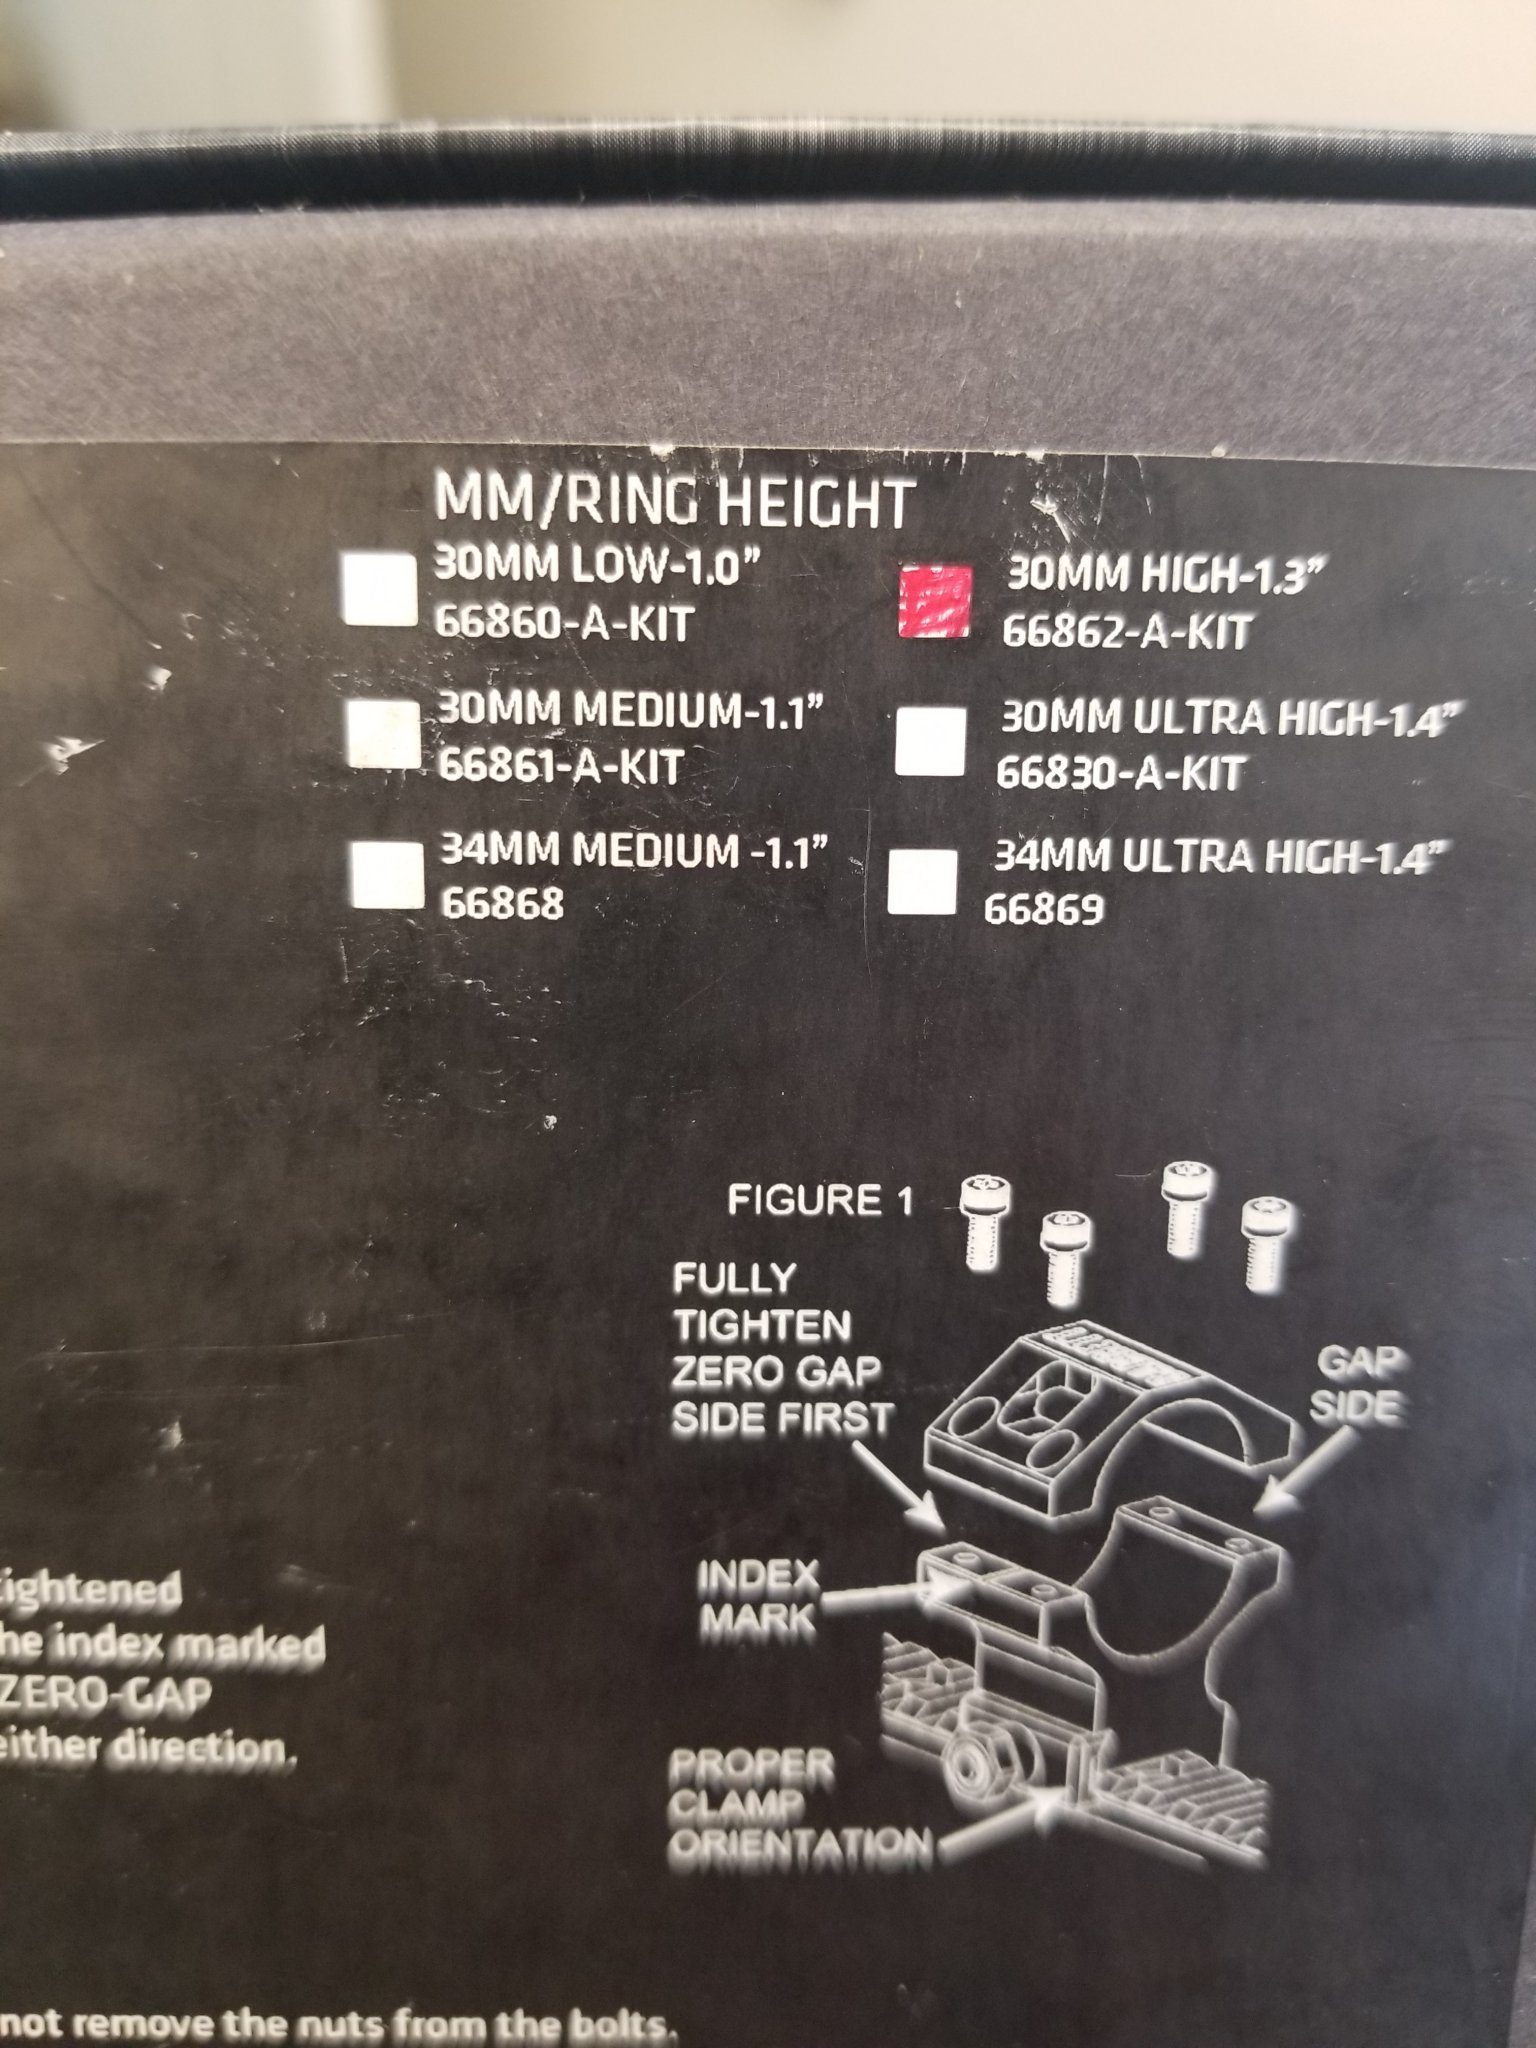 MM/RING HEIGHT
30MM LOW-1.0”
66860-A-KIT
30MM HIGH-1.3”
66862-A-KIT
30MM MEDIUM-1.1”
66861-A-KIT
30MM ULTRA HIGH-1.4”
66830-A-KIT
34MM MEDIUM -1.1”
66868
34MM ULTRA HIGH-1.4”
66869
FIGURE 1
FULLY
TIGHTEN
ZERO GAP
SIDE FIRST
GAP
SIDE
INDEX
MARK
ightened
he index marked
ZERO-GAP
either direction.
PROPER
CLAMP
ORIENTATION
not remove the nuts from the bolts.